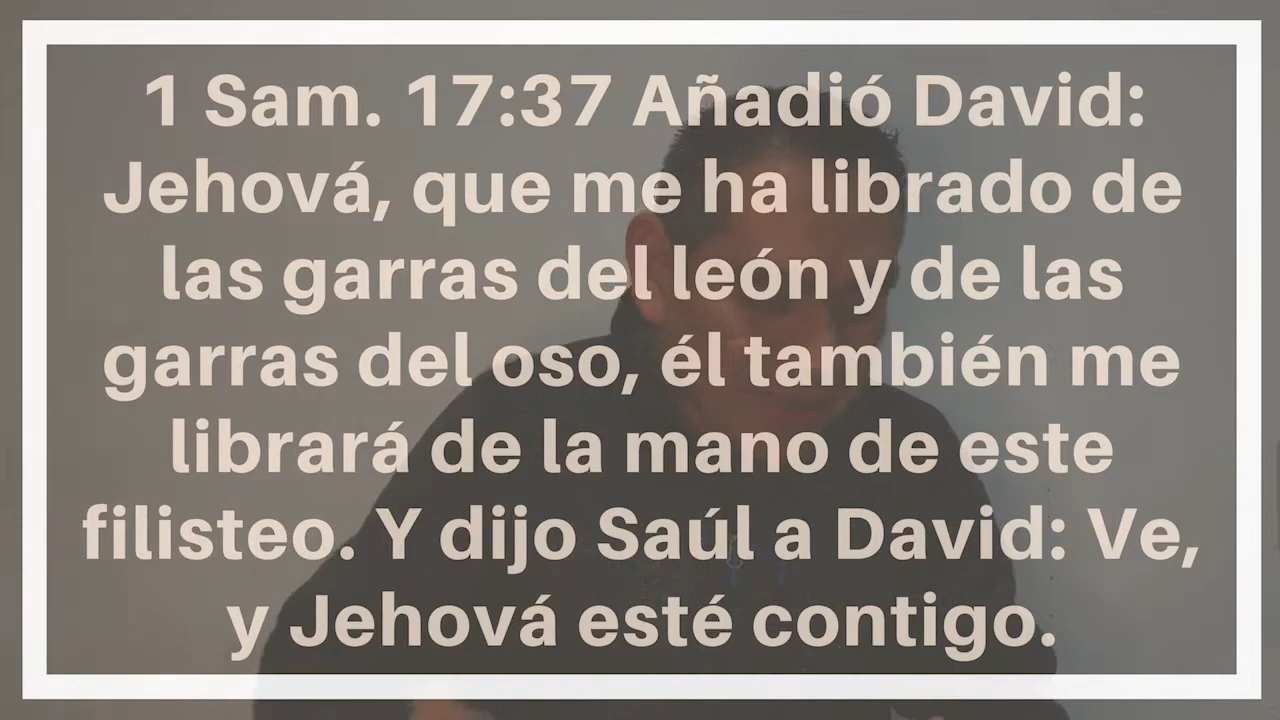 1 Sam. 17:37 Añadió David:
Jehová, que me ha librado de
las garras del león y de las
garras del oso, él también me
librará de la mano de este
filisteo. Y dijo Saúl a David: Ve,
y Jehová esté contigo.